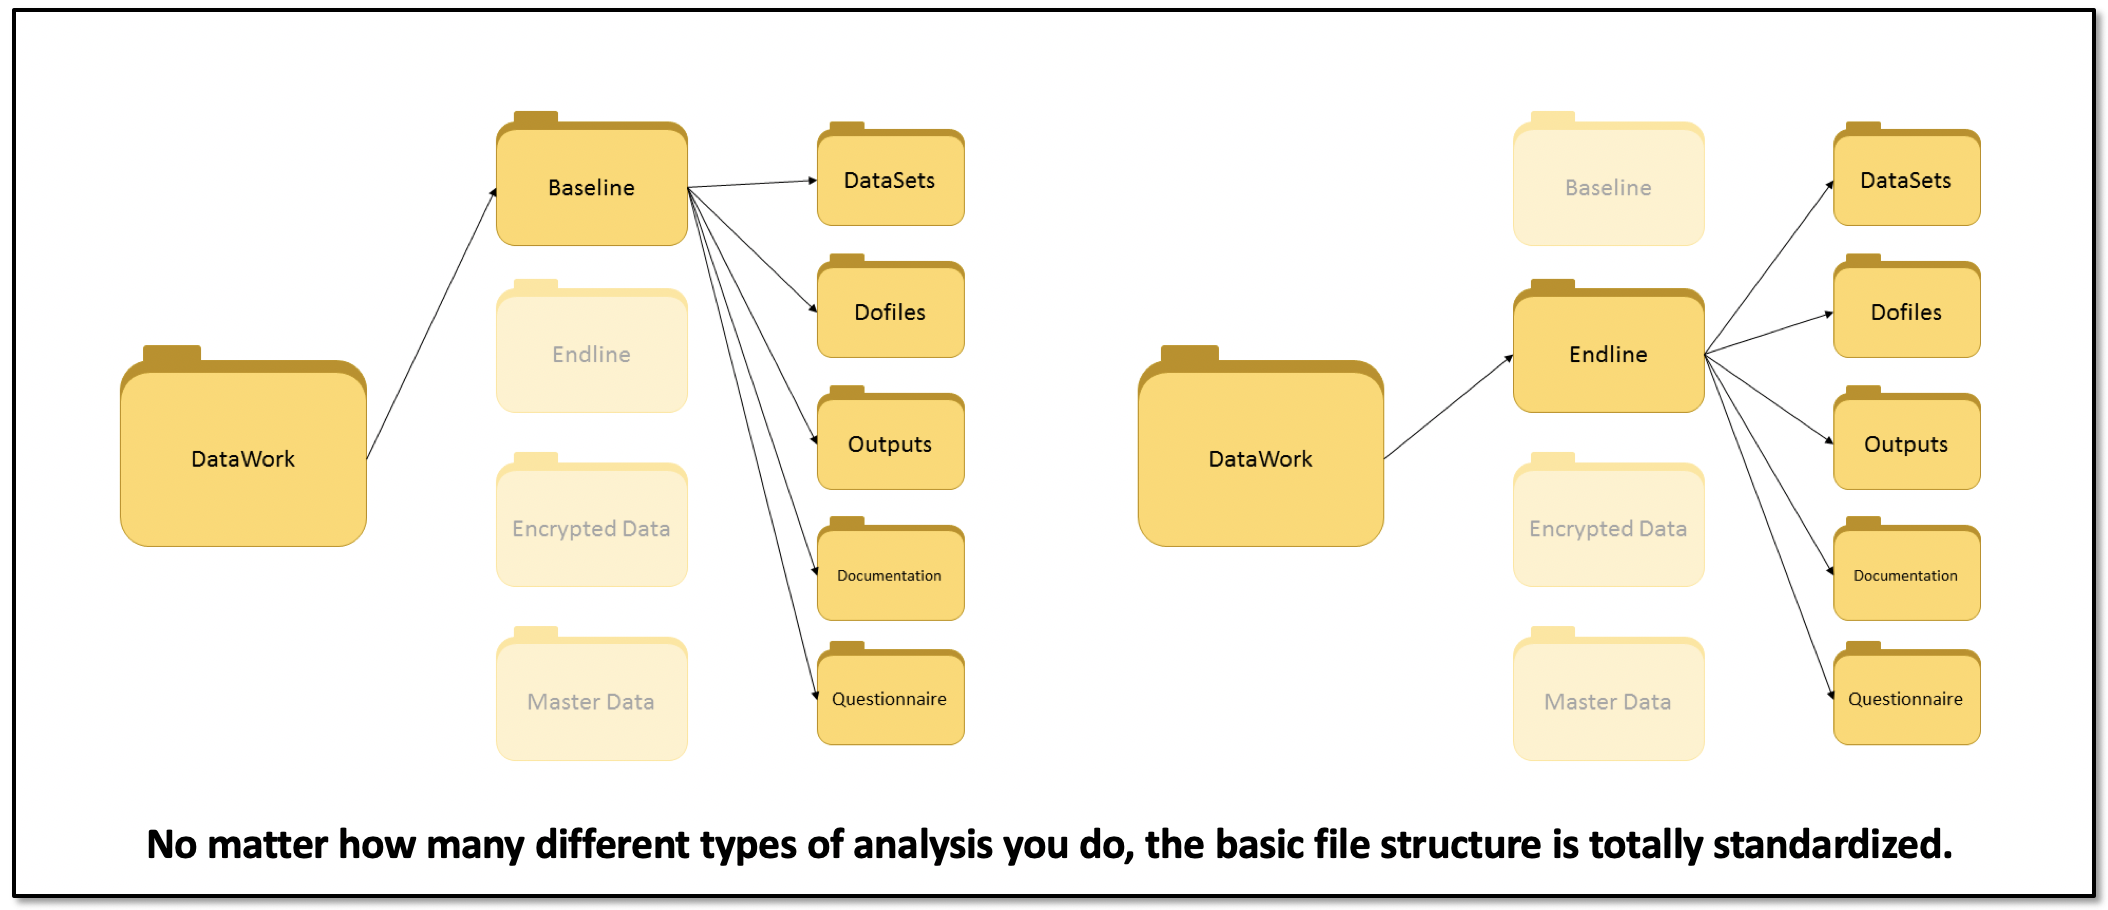 Baseline
DataSets
Dofiles
Endline
Outputs
DataWork
Encrypted Data
Documentation
Master Data
Questionnaire
Baseline
DataSets
Dofiles
Endline
Outputs
DataWork
Encrypted Data
Documentation
Master Data
Questionnaire
No matter how many different types of analysis you do, the basic file structure is totally standardized.